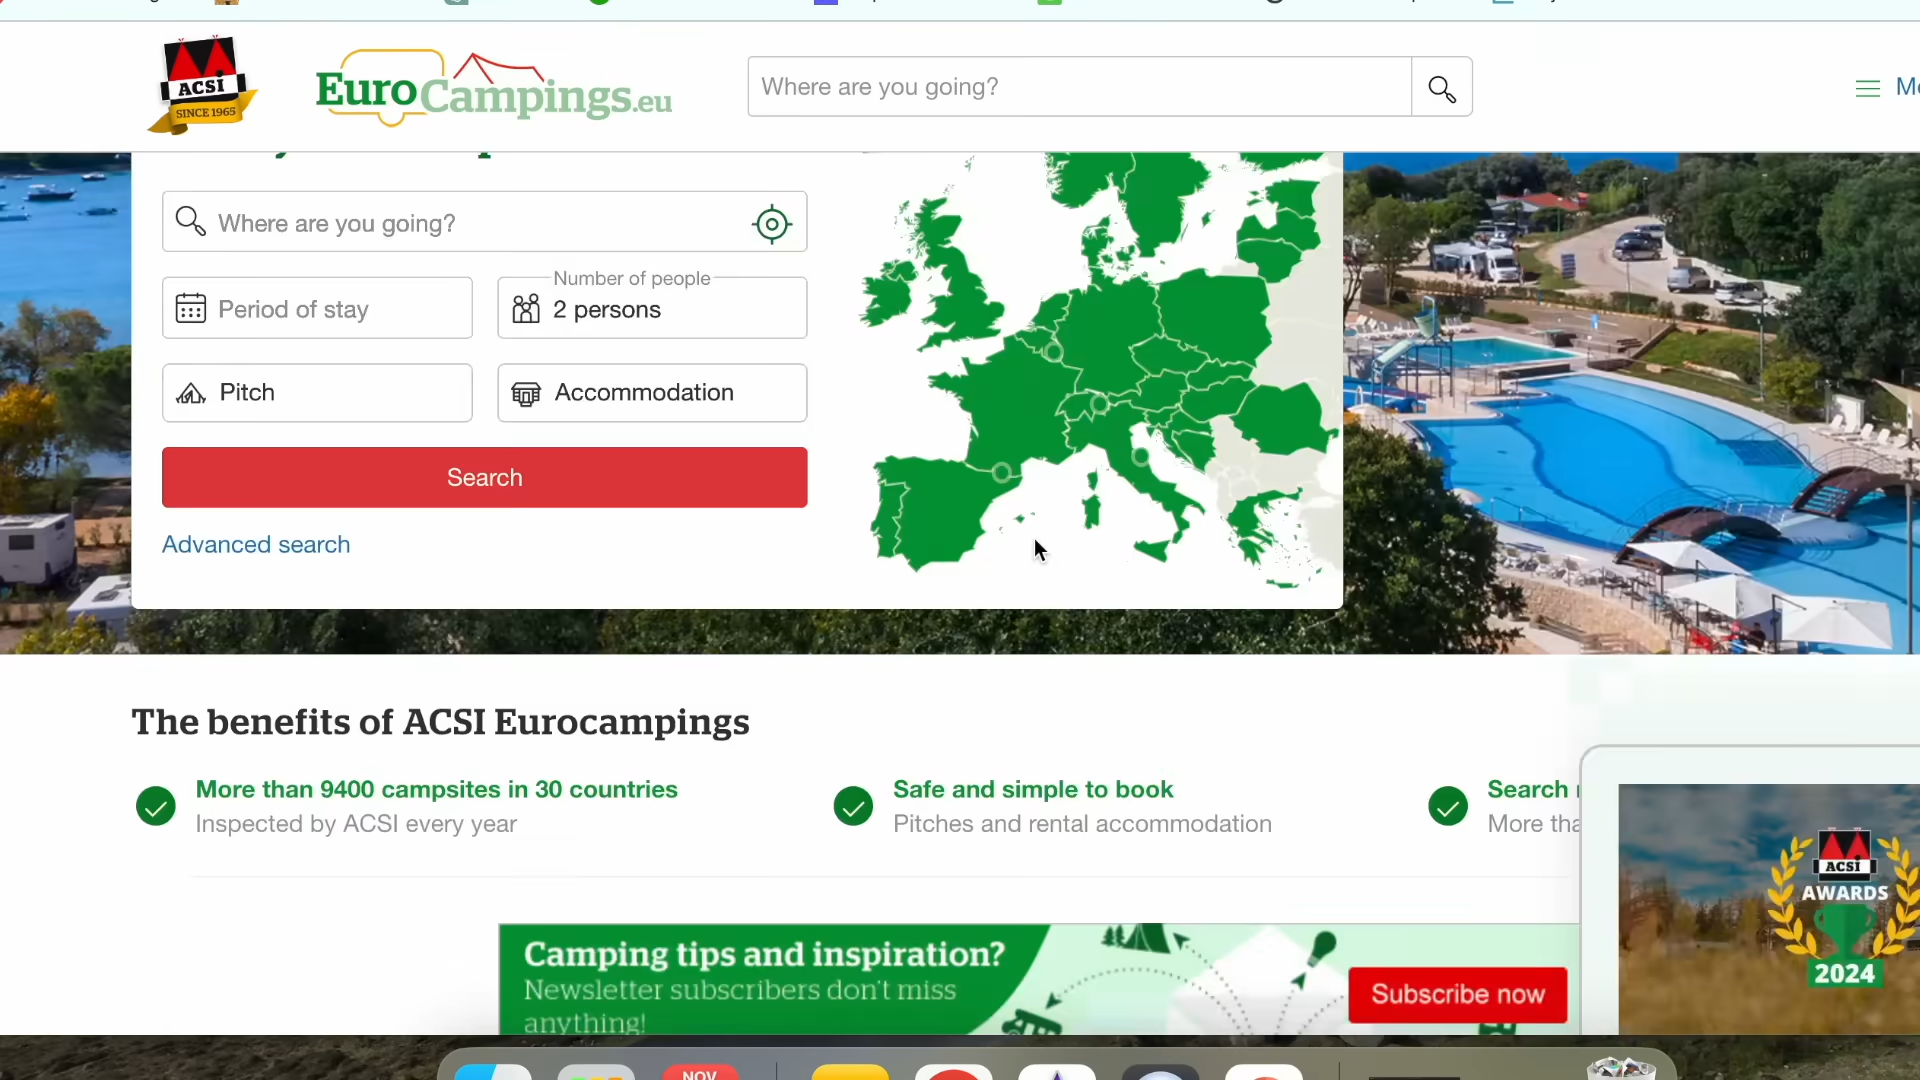 ACSI
SINCE 1965
EuroCampings.eu
Where are you going?
Where are you going?
Number of people
Period of stay
2 persons
Pitch
Accommodation
Search
Advanced search
The benefits of ACSI Eurocampings
More than 9400 campsites in 30 countries
Inspected by ACSI every year
Safe and simple to book
Pitches and rental accommodation
Search
More
ACSI
AWARDS
2024
Camping tips and inspiration?
Newsletter subscribers don't miss
anything!
Subscribe now
NOV